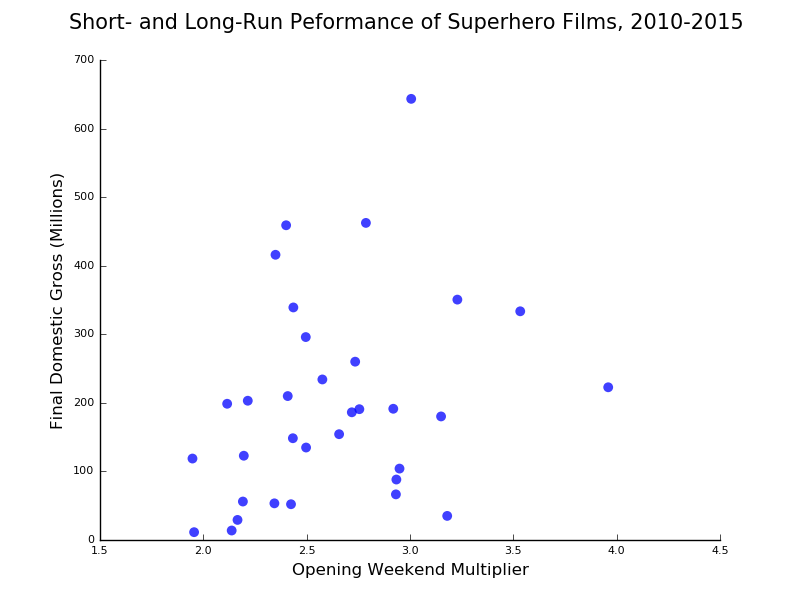 Short- and Long-Run Peformance of Superhero Films, 2010-2015
700
600
500
400
300
200
100
0
Final Domestic Gross (Millions)
1.5 2.0 2.5 3.0 3.5 4.0 4.5
Opening Weekend Multiplier